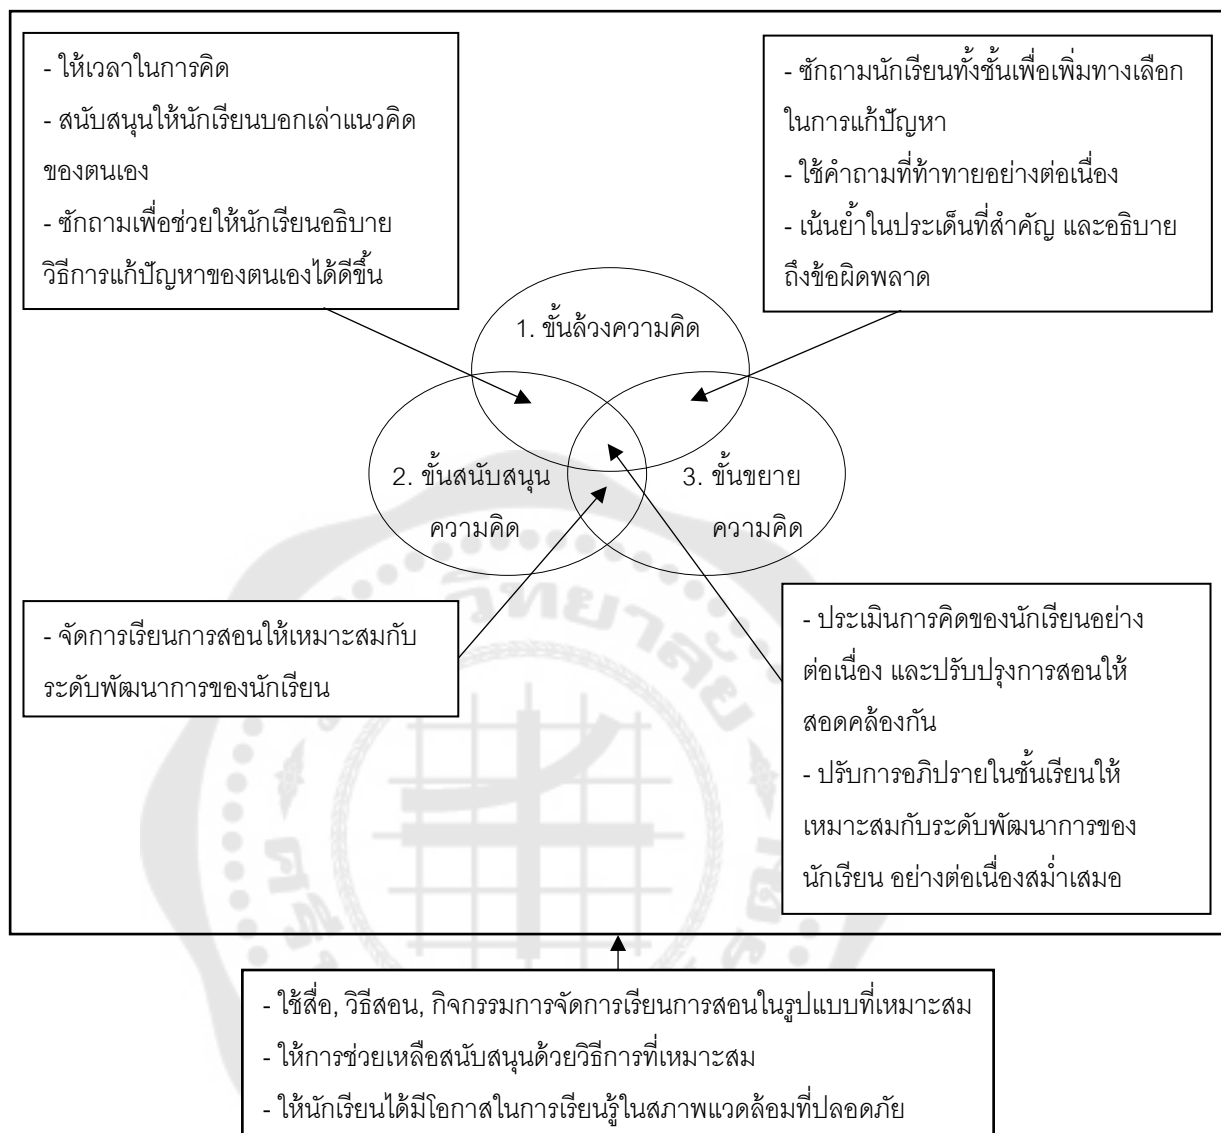 - ให้เวลาในการคิด
- สนับสนุนให้นักเรียนบอกเล่าแนวคิด
ของตนเอง
- ซักถามเพื่อช่วยให้นักเรียนอธิบาย
วิธีการแก้ปัญหาของตนเองได้ดีขึ้น
- ซักถามนักเรียนทั้งชั้นเพื่อเพิ่มทางเลือก
ในการแก้ปัญหา
- ใช้คำถามที่ท้าทายอย่างต่อเนื่อง
- เน้นย้ำในประเด็นที่สำคัญ และอธิบาย
ถึงข้อผิดพลาด
1. ขั้นล้วงความคิด
2. ขั้นสนับสนุน
ความคิด
3. ขั้นขยาย
ความคิด
- จัดการเรียนการสอนให้เหมาะสมกับ
ระดับพัฒนาการของนักเรียน
- ประเมินการคิดของนักเรียนอย่าง
ต่อเนื่อง และปรับปรุงการสอนให้
สอดคล้องกัน
- ปรับการอภิปรายในชั้นเรียนให้
เหมาะสมกับระดับพัฒนาการของ
นักเรียน อย่างต่อเนื่องสม่ำเสมอ
- ใช้สื่อ, วิธีสอน, กิจกรรมการจัดการเรียนการสอนในรูปแบบที่เหมาะสม
- ให้การช่วยเหลือสนับสนุนด้วยวิธีการที่เหมาะสม
- ให้นักเรียนได้มีโอกาสในการเรียนรู้ในสภาพแวดล้อมที่ปลอดภัย